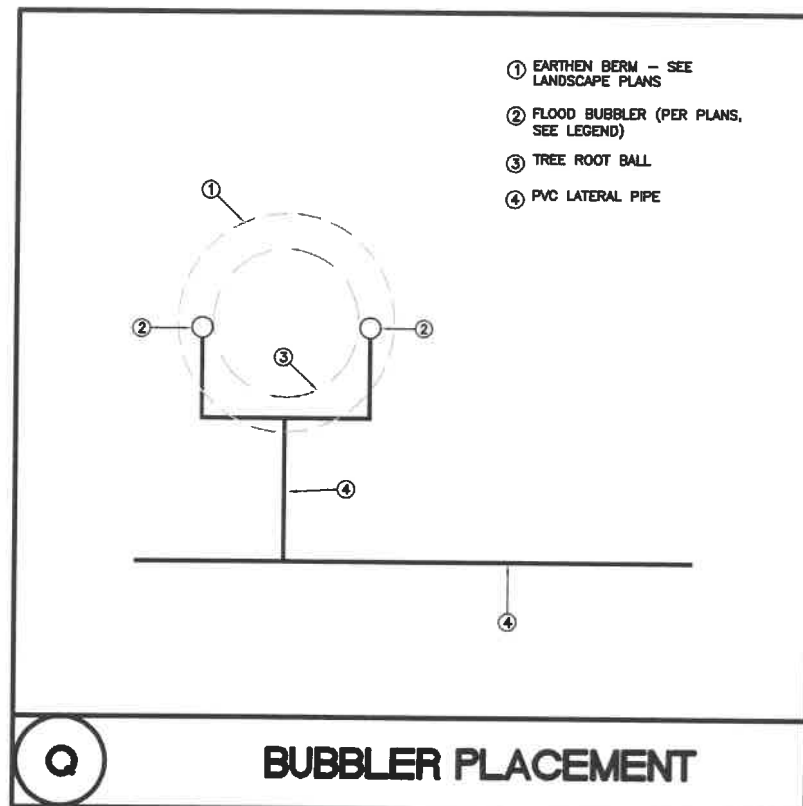 ① EARTHEN BERM – SEE
LANDSCAPE PLANS
② FLOOD BUBBLER (PER PLANS,
SEE LEGEND)
③ TREE ROOT BALL
④ PVC LATERAL PIPE
①
②
②
③
④
④
Q
BUBBLER PLACEMENT